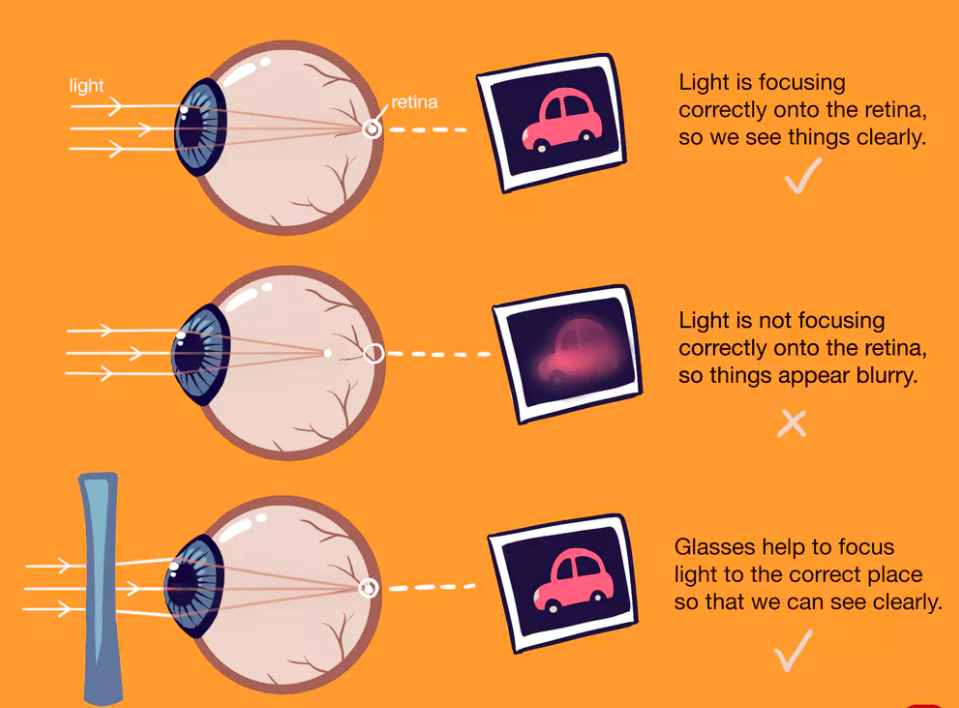 light
retina
Light is focusing
correctly onto the retina,
so we see things clearly.
Light is not focusing
correctly onto the retina,
so things appear blurry.
Glasses help to focus
light to the correct place
so that we can see clearly.